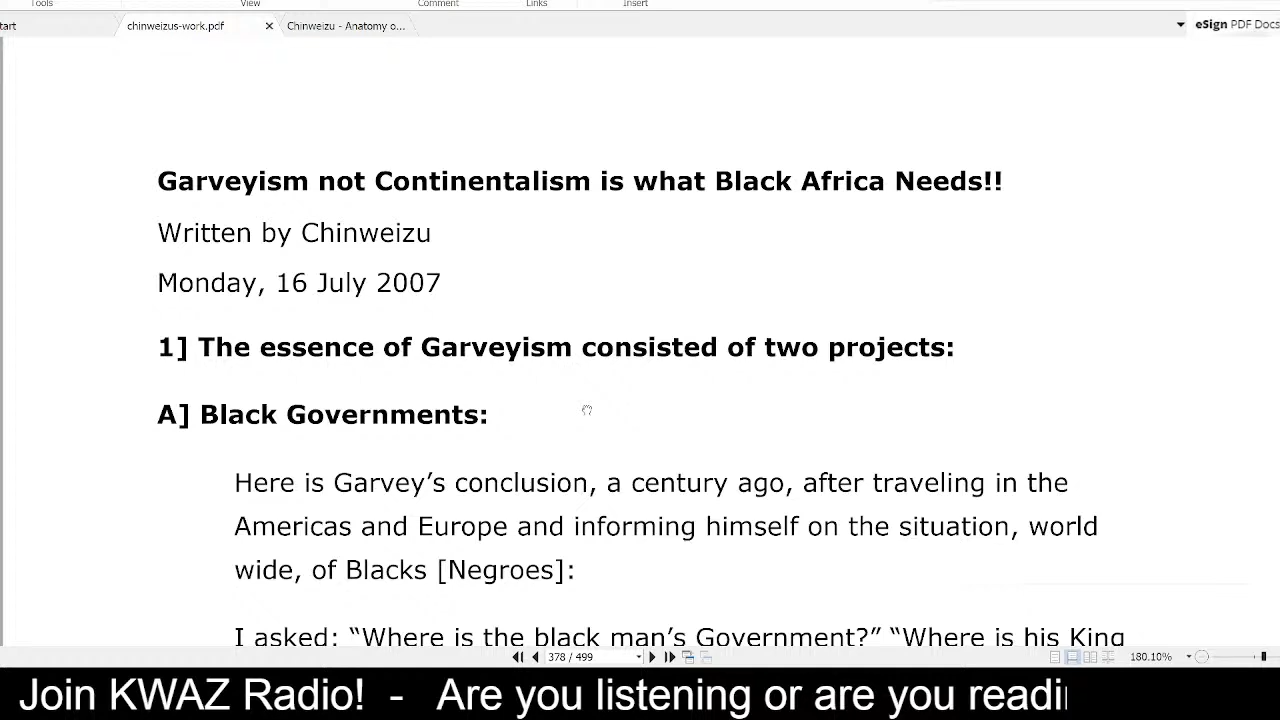 Tools View Comment Links Insert
tart chinweizus-work.pdf Chinweizu - Anatomy o... eSign PDF Docs
Garveyism not Continentalism is what Black Africa Needs!!
Written by Chinweizu
Monday, 16 July 2007
1] The essence of Garveyism consisted of two projects:
A] Black Governments:
Here is Garvey’s conclusion, a century ago, after traveling in the
Americas and Europe and informing himself on the situation, world
wide, of Blacks [Negroes]:
I asked: “Where is the black man’s Government?” “Where is his King
378 / 499 180.10%
Join KWAZ Radio! - Are you listening or are you readi